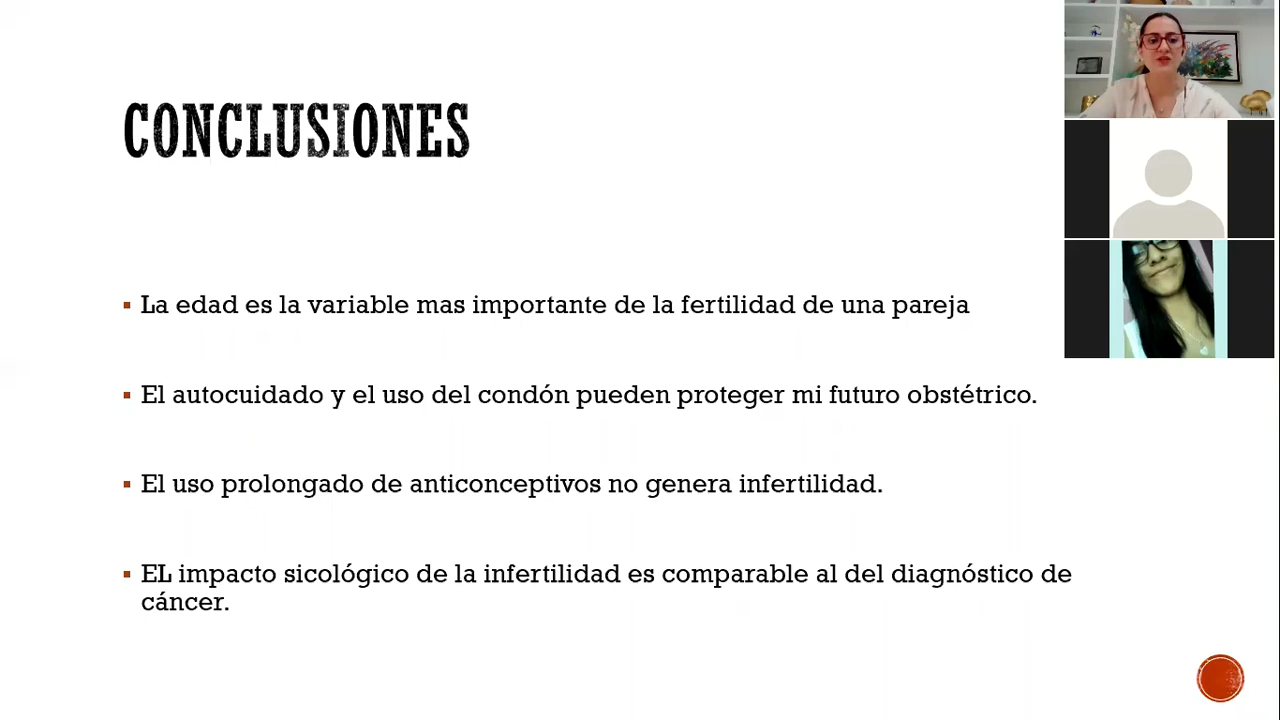 CONCLUSIONES
La edad es la variable mas importante de la fertilidad de una pareja
El autocuidado y el uso del condón pueden proteger mi futuro obstétrico.
El uso prolongado de anticonceptivos no genera infertilidad.
EL impacto sicológico de la infertilidad es comparable al del diagnóstico de
cáncer.